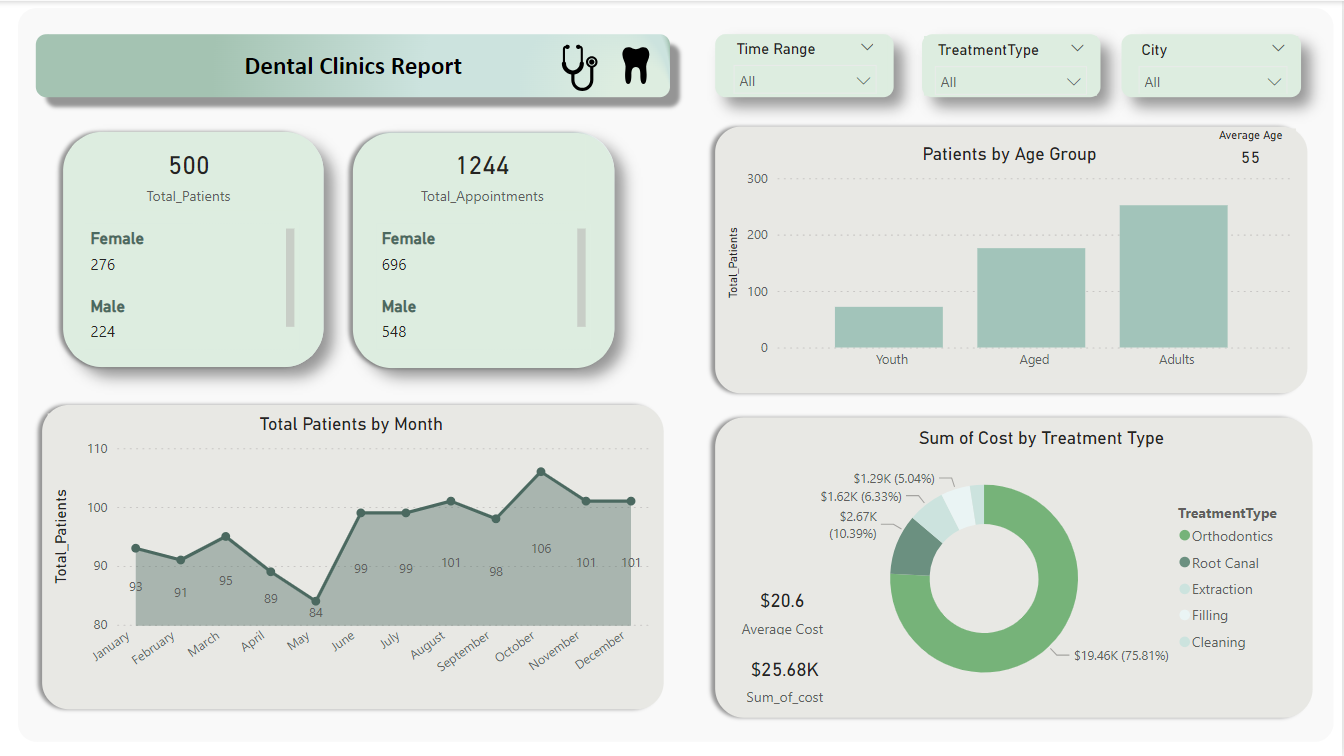 Dental Clinics Report
Time Range
All
TreatmentType
All
City
All
500
Total_Patients
Female
276
Male
224
1244
Total_Appointments
Female
696
Male
548
Patients by Age Group
Average Age
55
Total_Patients
300
200
100
0
Youth
Aged
Adults
Total Patients by Month
Total_Patients
110
100
90
80
93
91
95
89
84
99
99
101
98
106
101
101
January
February
March
April
May
June
July
August
September
October
November
December
Sum of Cost by Treatment Type
$1.29K (5.04%)
$1.62K (6.33%)
$2.67K
(10.39%)
$19.46K (75.81%)
$20.6
Average Cost
$25.68K
Sum_of_cost
TreatmentType
Orthodontics
Root Canal
Extraction
Filling
Cleaning